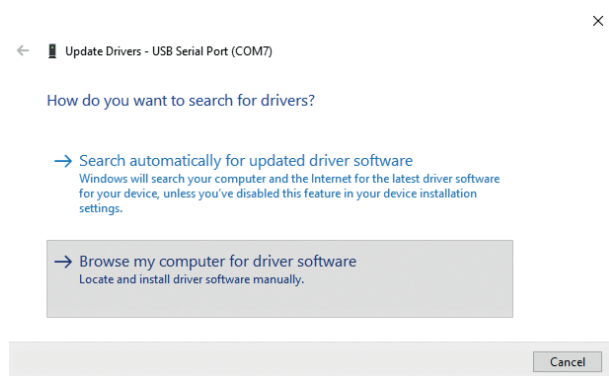 Update Drivers - USB Serial Port (COM7)
How do you want to search for drivers?
Search automatically for updated driver software
Windows will search your computer and the Internet for the latest driver software
for your device, unless you've disabled this feature in your device installation
settings.
Browse my computer for driver software
Locate and install driver software manually.
Cancel